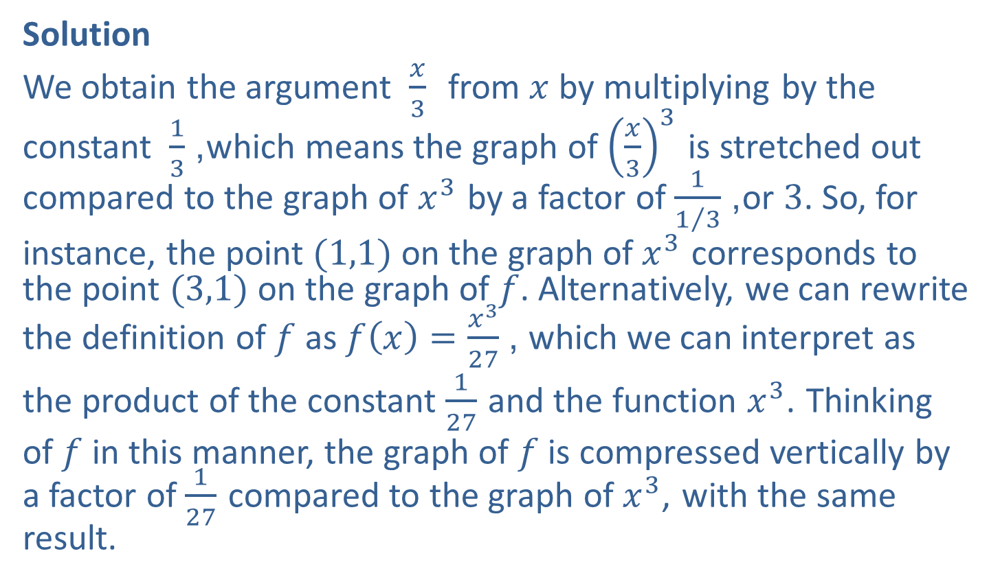 Solution
We obtain the argument $\frac{x}{3}$ from $x$ by multiplying by the
constant $\frac{1}{3}$ ,which means the graph of $\left(\frac{x}{3}\right)^3$ is stretched out
compared to the graph of $x^3$ by a factor of $\frac{1}{1/3}$ ,or 3. So, for
instance, the point $(1,1)$ on the graph of $x^3$ corresponds to
the point $(3,1)$ on the graph of $f$. Alternatively, we can rewrite
the definition of $f$ as $f(x) = \frac{x^3}{27}$ , which we can interpret as
the product of the constant $\frac{1}{27}$ and the function $x^3$. Thinking
of $f$ in this manner, the graph of $f$ is compressed vertically by
a factor of $\frac{1}{27}$ compared to the graph of $x^3$, with the same
result.